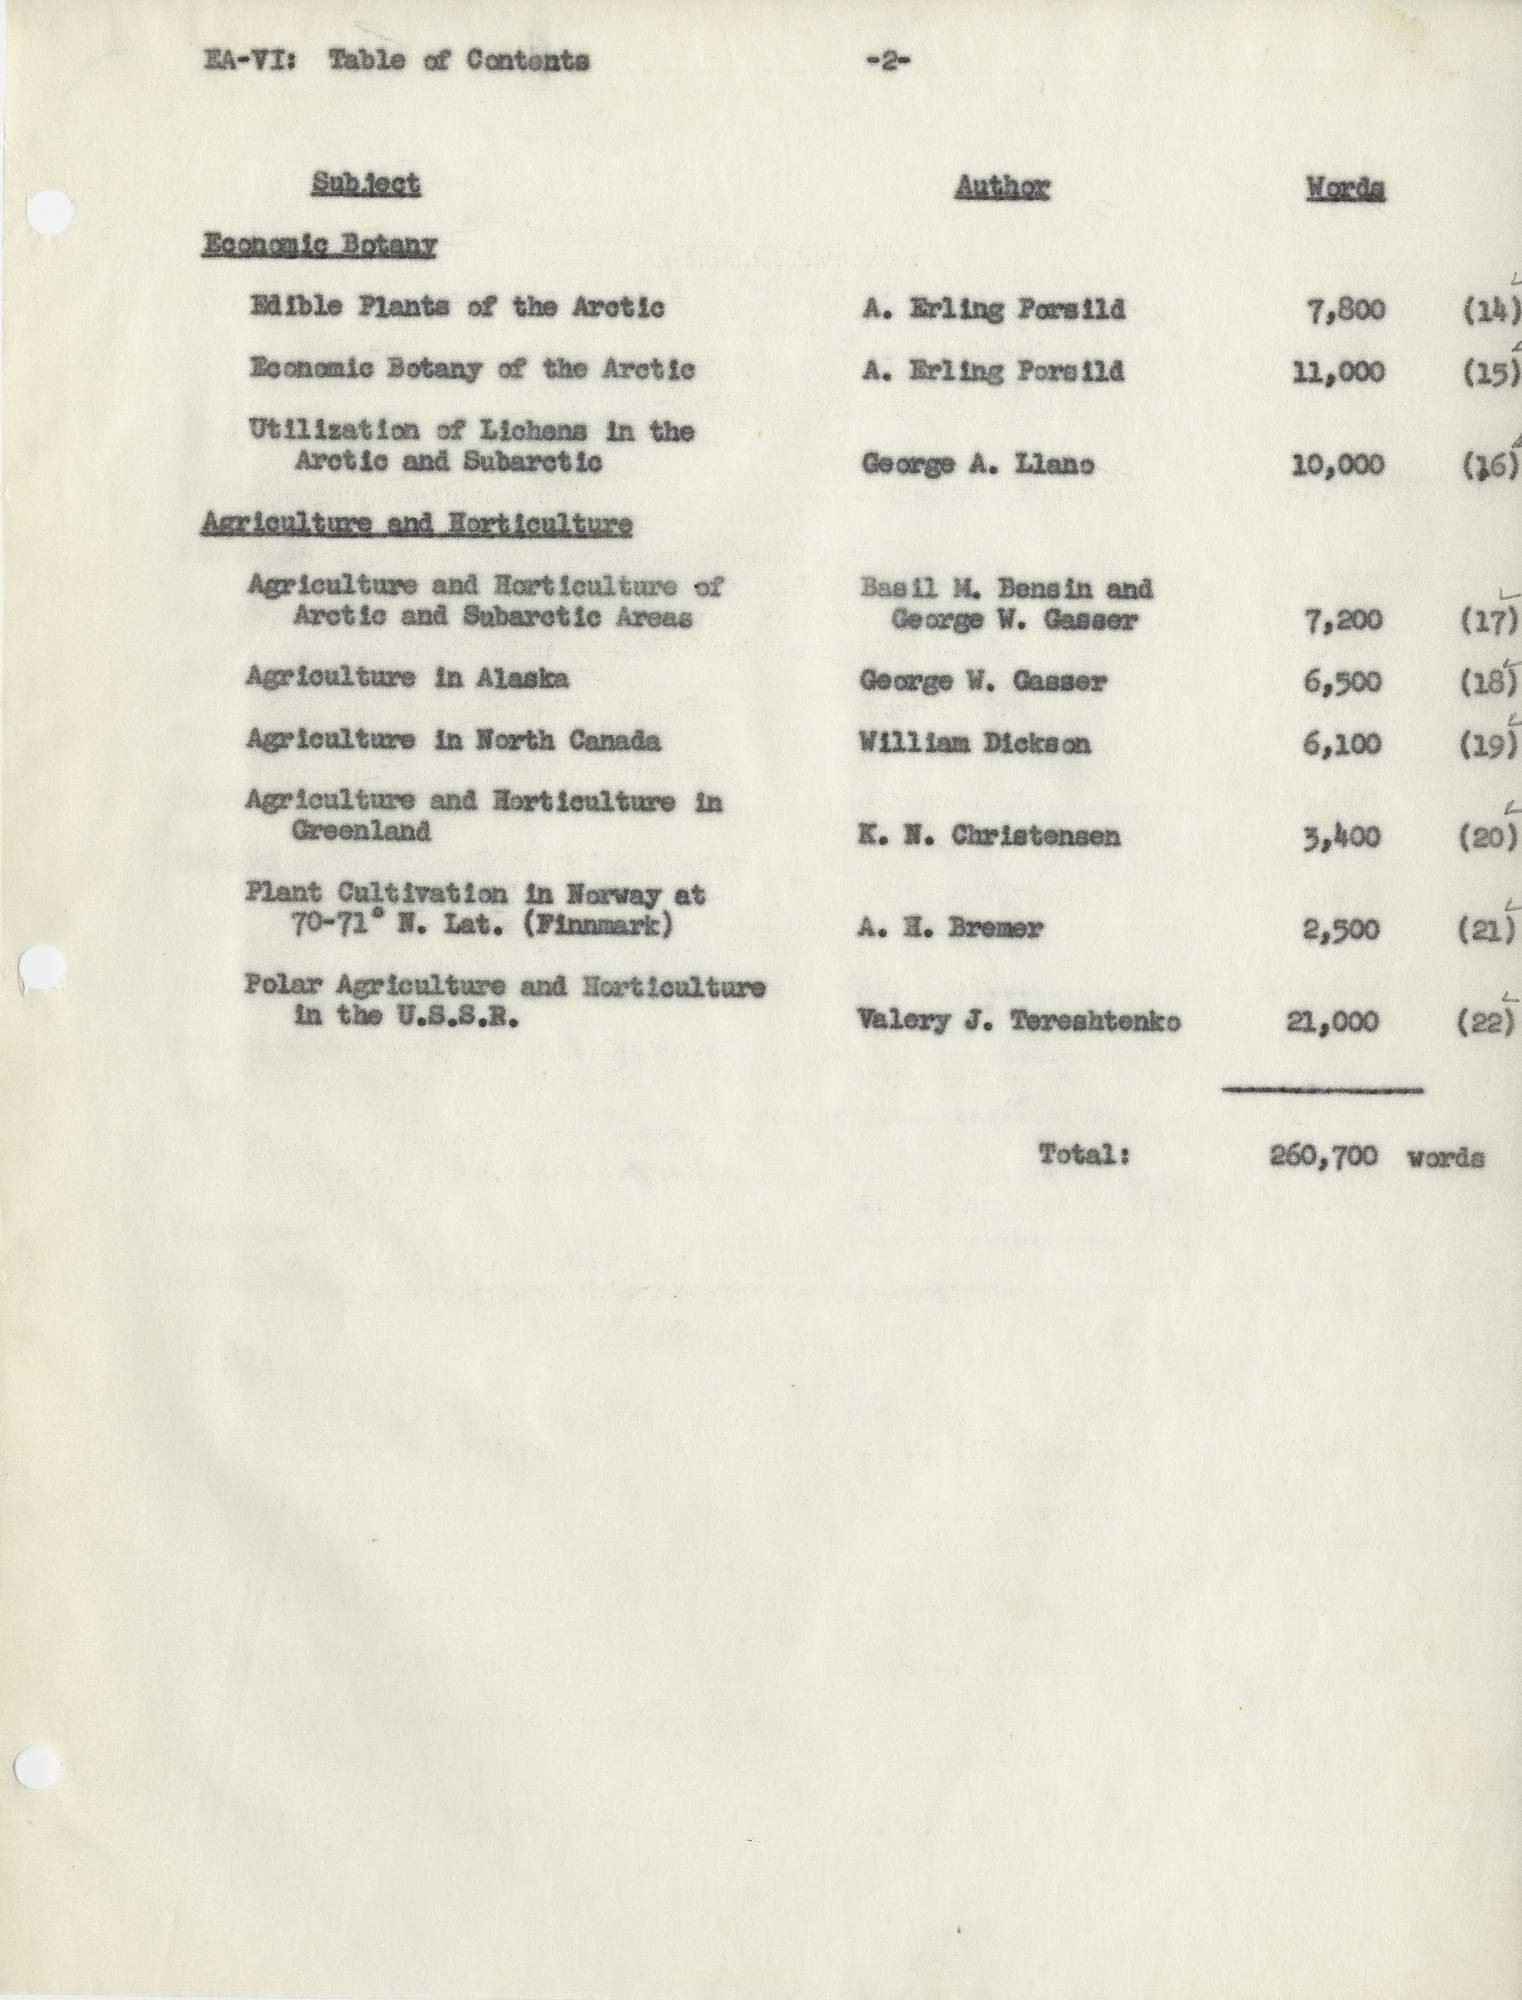 EA-VI: Table of Contents -2-
Subject Author Words
Economic Botany
Edible Plants of the Arctic A. Erling Porsild 7,800 (14)
Economic Botany of the Arctic A. Erling Porsild 11,000 (15)
Utilization of Lichens in the
Arctic and Subarctic George A. Llano 10,000 (16)
Agriculture and Horticulture
Agriculture and Horticulture of Basil M. Bensin and
Arctic and Subarctic Areas George W. Gasser 7,200 (17)
Agriculture in Alaska George W. Gasser 6,500 (18)
Agriculture in North Canada William Dickson 6,100 (19)
Agriculture and Horticulture in
Greenland K. N. Christensen 3,400 (20)
Plant Cultivation in Norway at
70-71° N. Lat. (Finnmark) A. H. Bremer 2,500 (21)
Polar Agriculture and Horticulture
in the U.S.S.R. Valery J. Tereshtenko 21,000 (22)
Total: 260,700 words